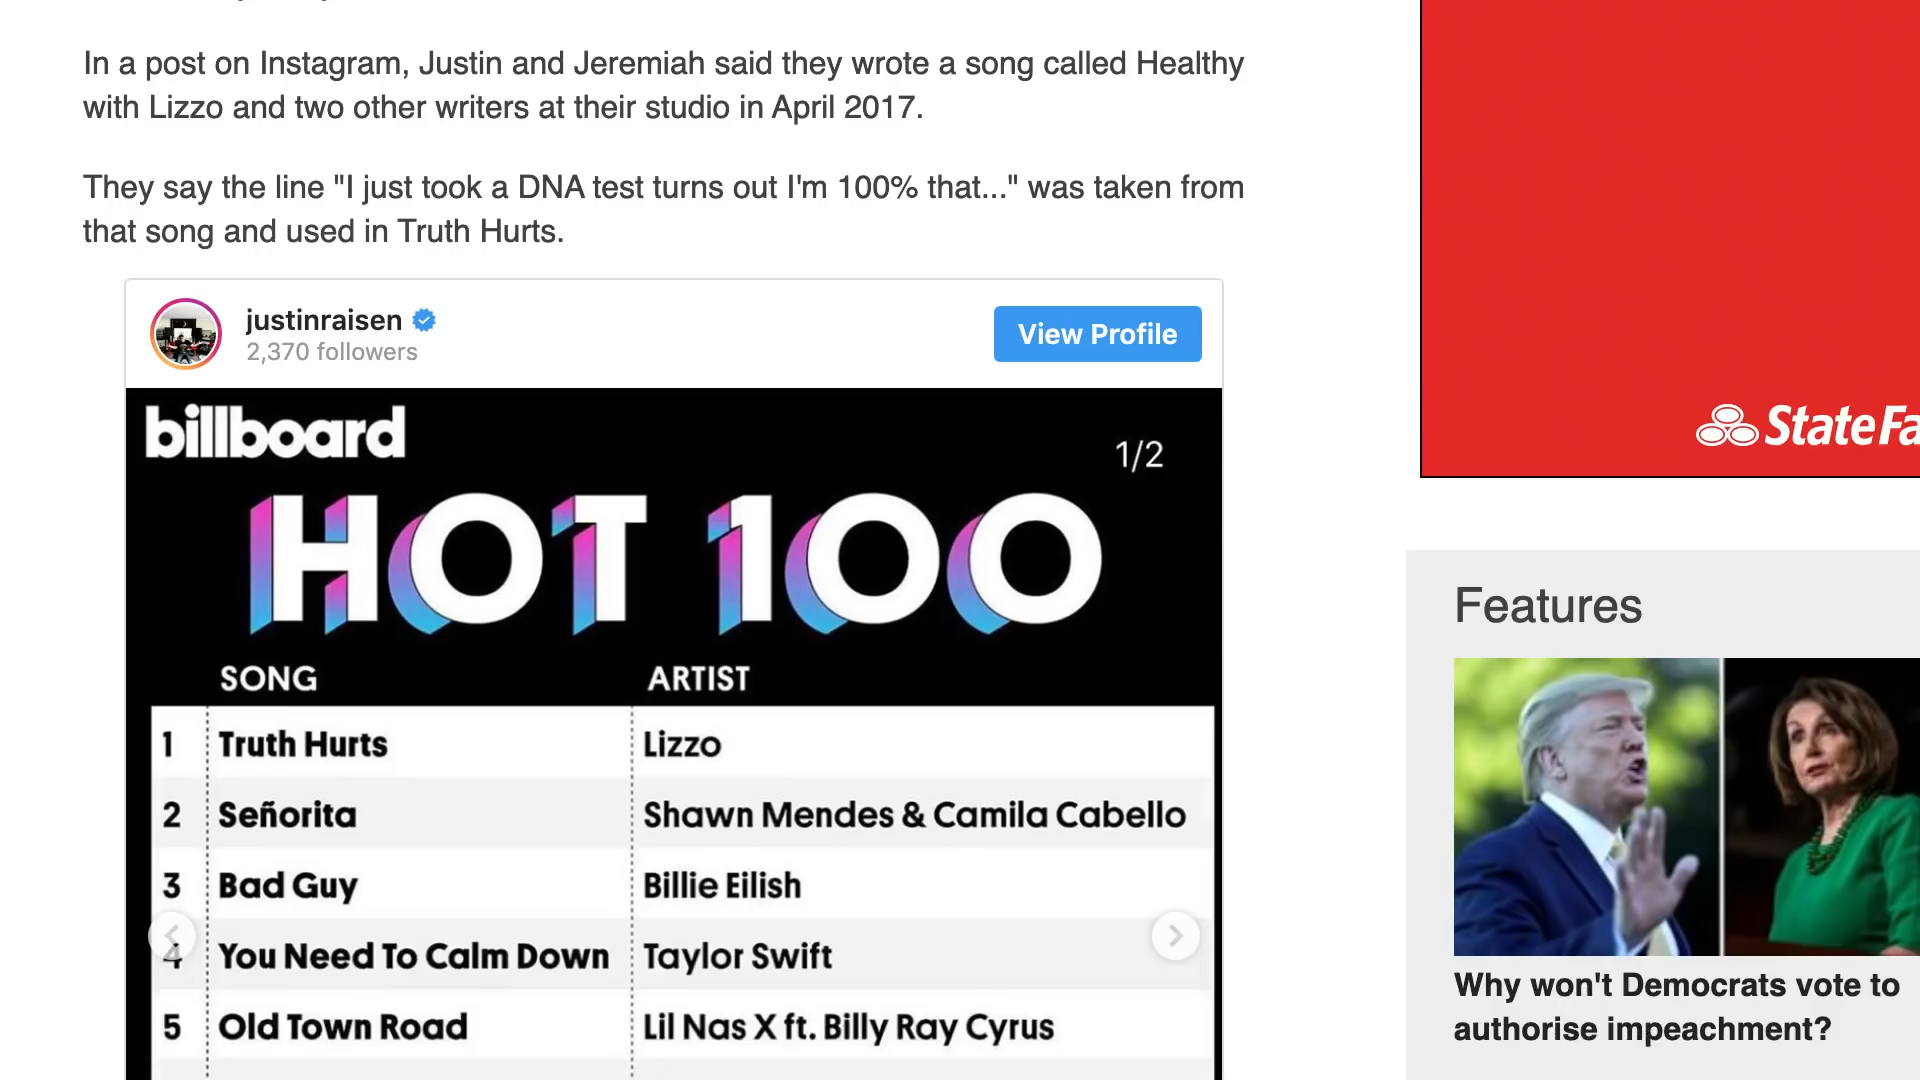 In a post on Instagram, Justin and Jeremiah said they wrote a song called Healthy
with Lizzo and two other writers at their studio in April 2017.
They say the line "I just took a DNA test turns out I'm 100% that..." was taken from
that song and used in Truth Hurts.
justinraisen
2,370 followers
View Profile
billboard
1/2
HOT 100
SONG ARTIST
1 Truth Hurts Lizzo
2 Señorita Shawn Mendes & Camila Cabello
3 Bad Guy Billie Eilish
4 You Need To Calm Down Taylor Swift
5 Old Town Road Lil Nas X ft. Billy Ray Cyrus
StateFa
Features
Why won't Democrats vote to
authorise impeachment?